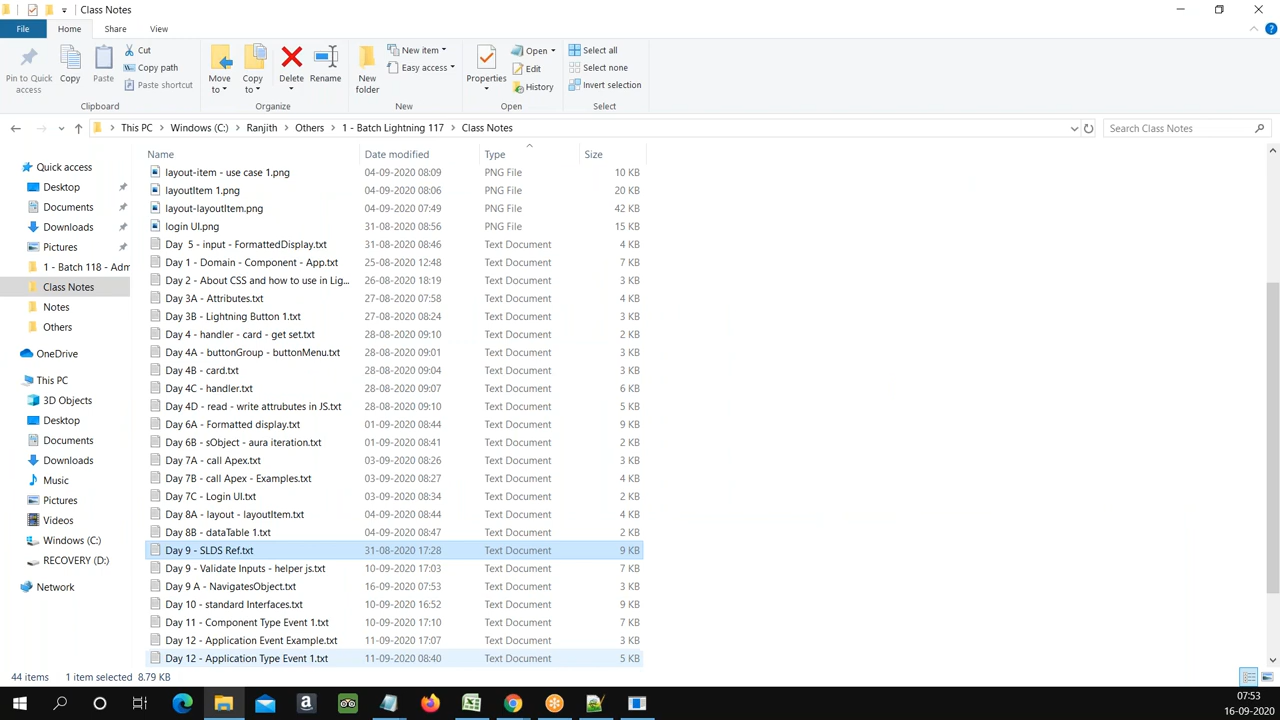 Class Notes
File Home Share View
Pin to Quick access
Copy
Paste
Cut
Copy path
Paste shortcut
Clipboard
Move to
Copy to
Delete
Rename
Organize
New folder
New item
Easy access
New
Properties
Open
Edit
History
Open
Select all
Select none
Invert selection
Select
This PC > Windows (C:) > Ranjith > Others > 1 - Batch Lightning 117 > Class Notes
Search Class Notes
Quick access
Desktop
Documents
Downloads
Pictures
1 - Batch 118 - Adm
Class Notes
Notes
Others
OneDrive
This PC
3D Objects
Desktop
Documents
Downloads
Music
Pictures
Videos
Windows (C:)
RECOVERY (D:)
Network
Name Date modified Type Size
layout-item - use case 1.png 04-09-2020 08:09 PNG File 10 KB
layoutItem 1.png 04-09-2020 08:06 PNG File 20 KB
layout-layoutItem.png 04-09-2020 07:49 PNG File 42 KB
login UI.png 31-08-2020 08:56 PNG File 15 KB
Day  5 - input - FormattedDisplay.txt 31-08-2020 08:46 Text Document 4 KB
Day 1 - Domain - Component - App.txt 25-08-2020 12:48 Text Document 7 KB
Day 2 - About CSS and how to use in Lig... 26-08-2020 18:19 Text Document 3 KB
Day 3A - Attributes.txt 27-08-2020 07:58 Text Document 4 KB
Day 3B - Lightning Button 1.txt 27-08-2020 08:24 Text Document 3 KB
Day 4 - handler - card - get set.txt 28-08-2020 09:10 Text Document 2 KB
Day 4A - buttonGroup - buttonMenu.txt 28-08-2020 09:01 Text Document 3 KB
Day 4B - card.txt 28-08-2020 09:04 Text Document 3 KB
Day 4C - handler.txt 28-08-2020 09:07 Text Document 6 KB
Day 4D - read - write attrubutes in JS.txt 28-08-2020 09:10 Text Document 5 KB
Day 6A - Formatted display.txt 01-09-2020 08:44 Text Document 9 KB
Day 6B - sObject - aura iteration.txt 01-09-2020 08:41 Text Document 2 KB
Day 7A - call Apex.txt 03-09-2020 08:26 Text Document 3 KB
Day 7B - call Apex - Examples.txt 03-09-2020 08:27 Text Document 4 KB
Day 7C - Login UI.txt 03-09-2020 08:34 Text Document 2 KB
Day 8A - layout - layoutItem.txt 04-09-2020 08:44 Text Document 4 KB
Day 8B - dataTable 1.txt 04-09-2020 08:47 Text Document 2 KB
Day 9 - SLDS Ref.txt 31-08-2020 17:28 Text Document 9 KB
Day 9 - Validate Inputs - helper js.txt 10-09-2020 17:03 Text Document 7 KB
Day 9 A - NavigatesObject.txt 16-09-2020 07:53 Text Document 3 KB
Day 10 - standard Interfaces.txt 10-09-2020 16:52 Text Document 9 KB
Day 11 - Component Type Event 1.txt 10-09-2020 17:10 Text Document 7 KB
Day 12 - Application Event Example.txt 11-09-2020 17:07 Text Document 3 KB
Day 12 - Application Type Event 1.txt 11-09-2020 08:40 Text Document 5 KB
44 items 1 item selected 8.79 KB
07:53
16-09-2020